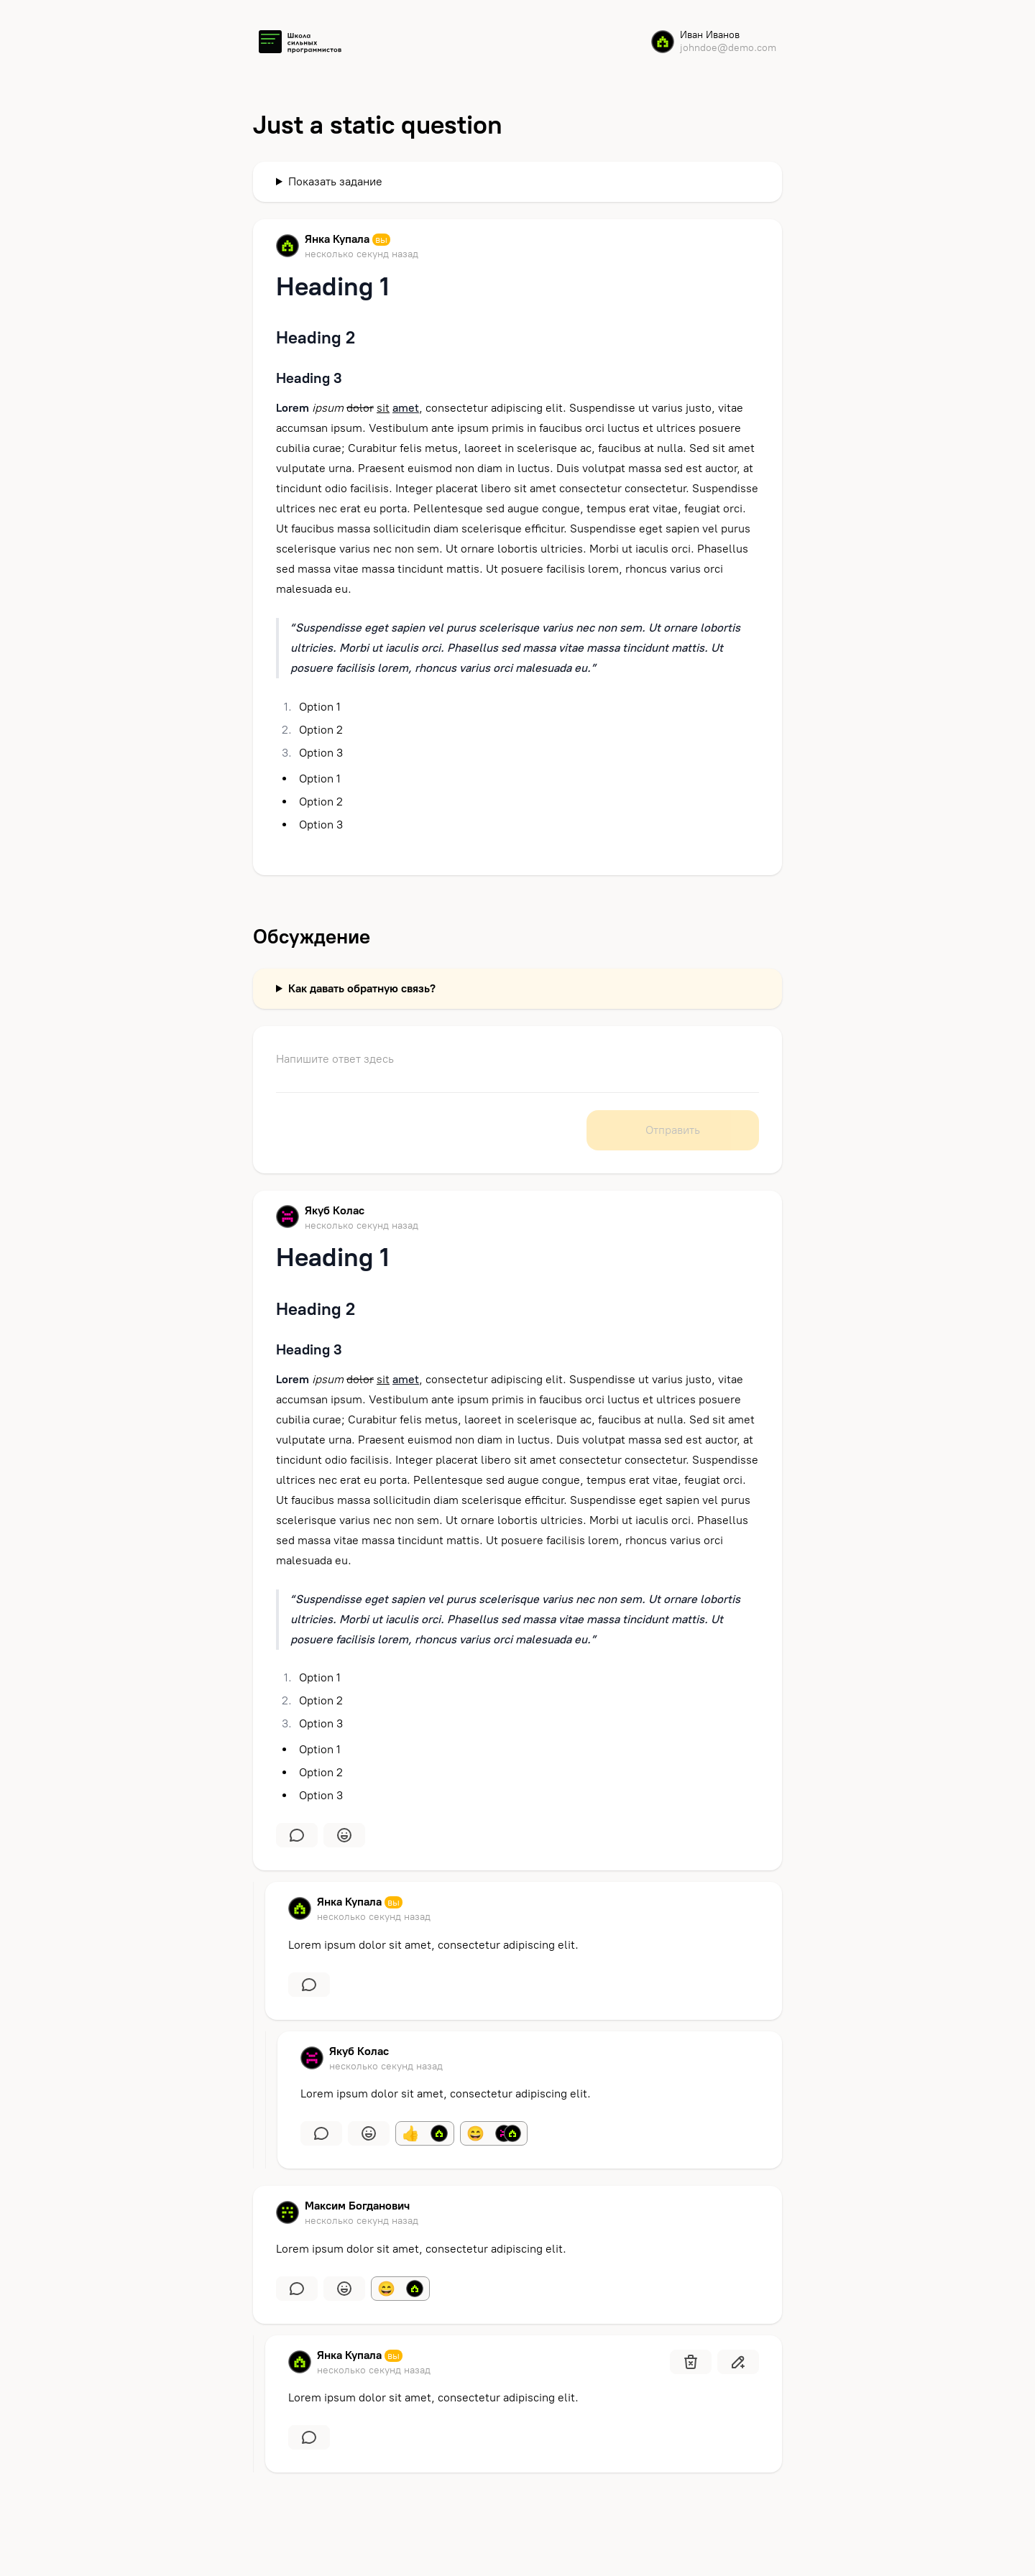 Школа
сильных
программистов
Иван Иванов
johndoe@demo.com
Just a static question
Показать задание
Янка Купала вы
несколько секунд назад
Heading 1
Heading 2
Heading 3
Lorem ipsum dolor sit amet, consectetur adipiscing elit. Suspendisse ut varius justo, vitae
accumsan ipsum. Vestibulum ante ipsum primis in faucibus orci luctus et ultrices posuere
cubilia curae; Curabitur felis metus, laoreet in scelerisque ac, faucibus at nulla. Sed sit amet
vulputate urna. Praesent euismod non diam in luctus. Duis volutpat massa sed est auctor, at
tincidunt odio facilisis. Integer placerat libero sit amet consectetur consectetur. Suspendisse
ultrices nec erat eu porta. Pellentesque sed augue congue, tempus erat vitae, feugiat orci.
Ut faucibus massa sollicitudin diam scelerisque efficitur. Suspendisse eget sapien vel purus
scelerisque varius nec non sem. Ut ornare lobortis ultricies. Morbi ut iaculis orci. Phasellus
sed massa vitae massa tincidunt mattis. Ut posuere facilisis lorem, rhoncus varius orci
malesuada eu.
“Suspendisse eget sapien vel purus scelerisque varius nec non sem. Ut ornare lobortis
ultricies. Morbi ut iaculis orci. Phasellus sed massa vitae massa tincidunt mattis. Ut
posuere facilisis lorem, rhoncus varius orci malesuada eu.”
1. Option 1
2. Option 2
3. Option 3
• Option 1
• Option 2
• Option 3
Обсуждение
Как давать обратную связь?
Напишите ответ здесь
Отправить
Якуб Колас
несколько секунд назад
Heading 1
Heading 2
Heading 3
Lorem ipsum dolor sit amet, consectetur adipiscing elit. Suspendisse ut varius justo, vitae
accumsan ipsum. Vestibulum ante ipsum primis in faucibus orci luctus et ultrices posuere
cubilia curae; Curabitur felis metus, laoreet in scelerisque ac, faucibus at nulla. Sed sit amet
vulputate urna. Praesent euismod non diam in luctus. Duis volutpat massa sed est auctor, at
tincidunt odio facilisis. Integer placerat libero sit amet consectetur consectetur. Suspendisse
ultrices nec erat eu porta. Pellentesque sed augue congue, tempus erat vitae, feugiat orci.
Ut faucibus massa sollicitudin diam scelerisque efficitur. Suspendisse eget sapien vel purus
scelerisque varius nec non sem. Ut ornare lobortis ultricies. Morbi ut iaculis orci. Phasellus
sed massa vitae massa tincidunt mattis. Ut posuere facilisis lorem, rhoncus varius orci
malesuada eu.
“Suspendisse eget sapien vel purus scelerisque varius nec non sem. Ut ornare lobortis
ultricies. Morbi ut iaculis orci. Phasellus sed massa vitae massa tincidunt mattis. Ut
posuere facilisis lorem, rhoncus varius orci malesuada eu.”
1. Option 1
2. Option 2
3. Option 3
• Option 1
• Option 2
• Option 3
Янка Купала вы
несколько секунд назад
Lorem ipsum dolor sit amet, consectetur adipiscing elit.
Якуб Колас
несколько секунд назад
Lorem ipsum dolor sit amet, consectetur adipiscing elit.
Максим Богданович
несколько секунд назад
Lorem ipsum dolor sit amet, consectetur adipiscing elit.
Янка Купала вы
несколько секунд назад
Lorem ipsum dolor sit amet, consectetur adipiscing elit.